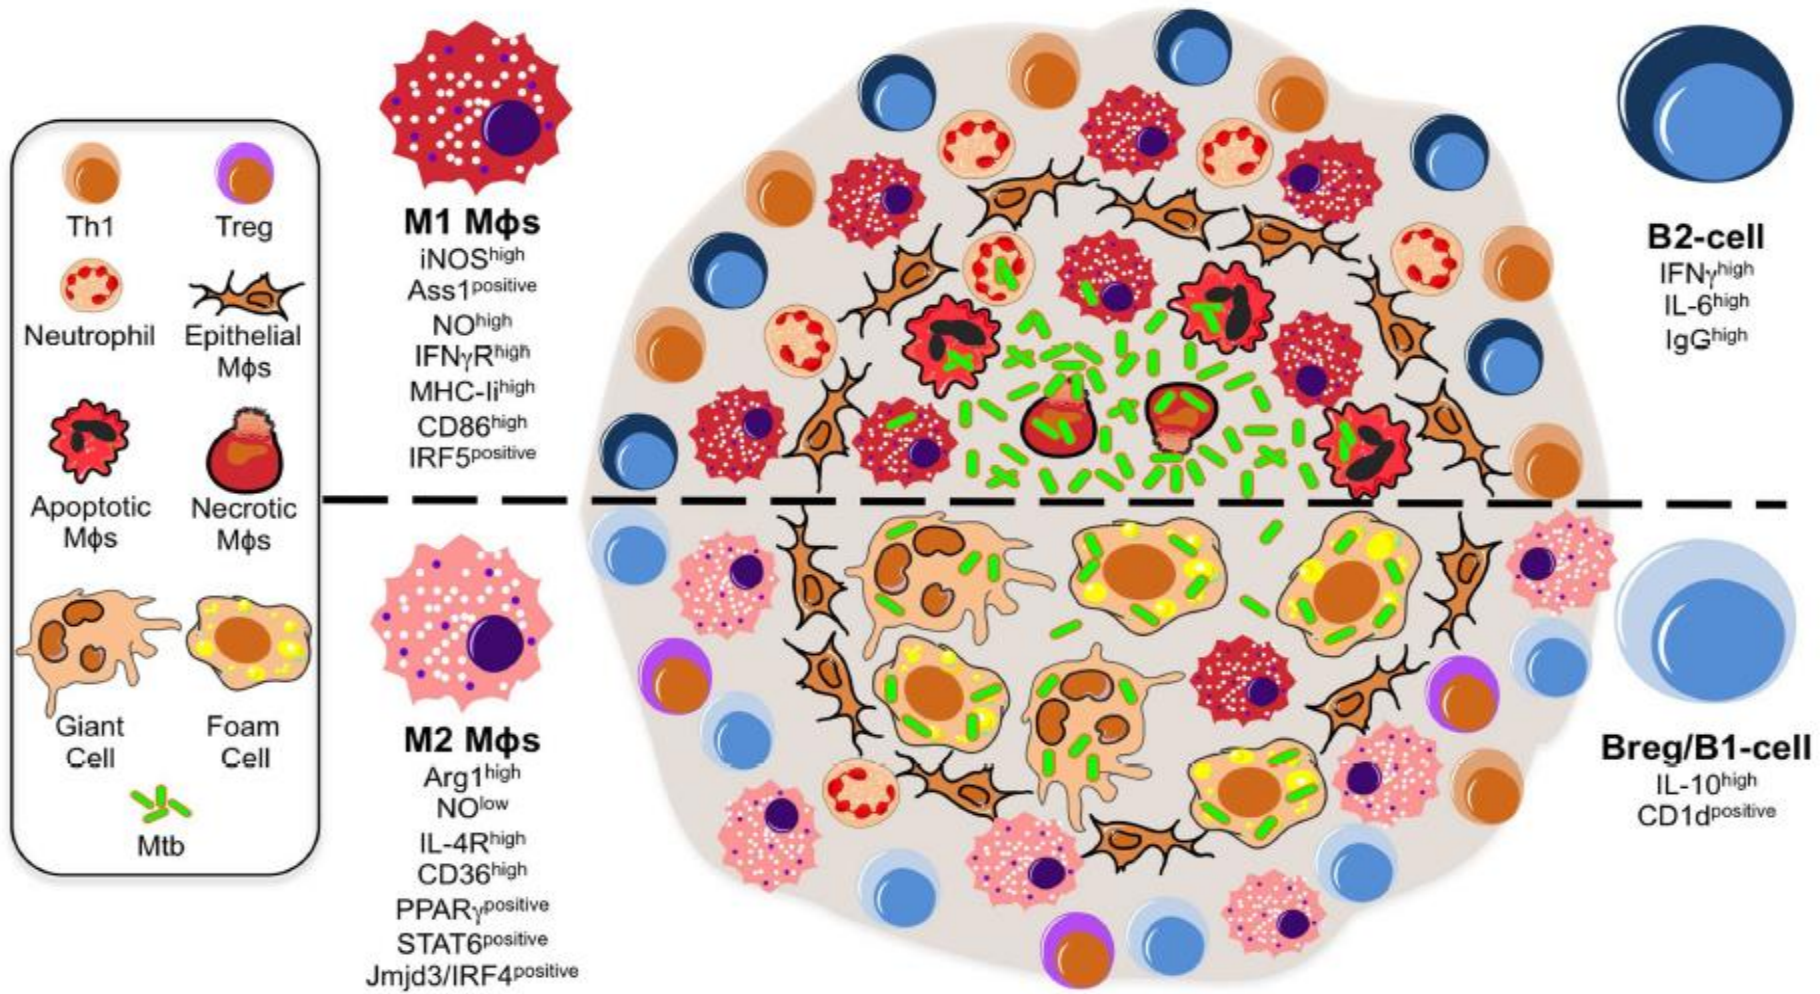 Th1
Treg
Neutrophil
Epithelial
Mϕs
Apoptotic
Mϕs
Necrotic
Mϕs
Giant
Cell
Foam
Cell
Mtb
M1 Mϕs
iNOShigh
Ass1positive
NOhigh
IFNγRhigh
MHC-Iihigh
CD86high
IRF5positive
M2 Mϕs
Arg1high
NOlow
IL-4Rhigh
CD36high
PPARγpositive
STAT6positive
Jmjd3/IRF4positive
B2-cell
IFNγhigh
IL-6high
IgGhigh
Breg/B1-cell
IL-10high
CD1dpositive